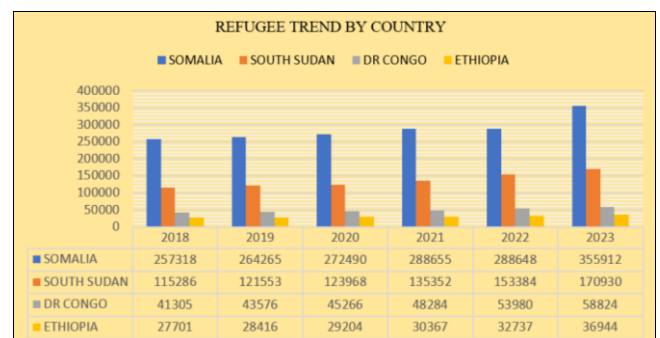 REFUGEE TREND BY COUNTRY
SOMALIA SOUTH SUDAN DR CONGO ETHIOPIA
400000
350000
300000
250000
200000
150000
100000
50000
0
2018 2019 2020 2021 2022 2023
SOMALIA 257318 264265 272490 288655 288648 355912
SOUTH SUDAN 115286 121553 123968 135352 153384 170930
DR CONGO 41305 43576 45266 48284 53980 58824
ETHIOPIA 27701 28416 29204 30367 32737 36944